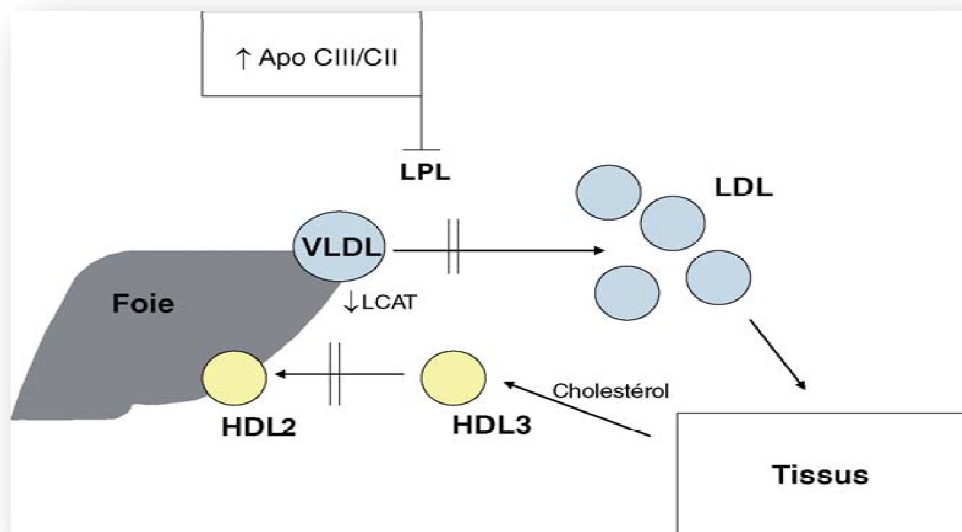 ↑ Apo CIII/CII
LPL
LDL
VLDL
Foie
↓LCAT
Cholestérol
HDL2
HDL3
Tissus